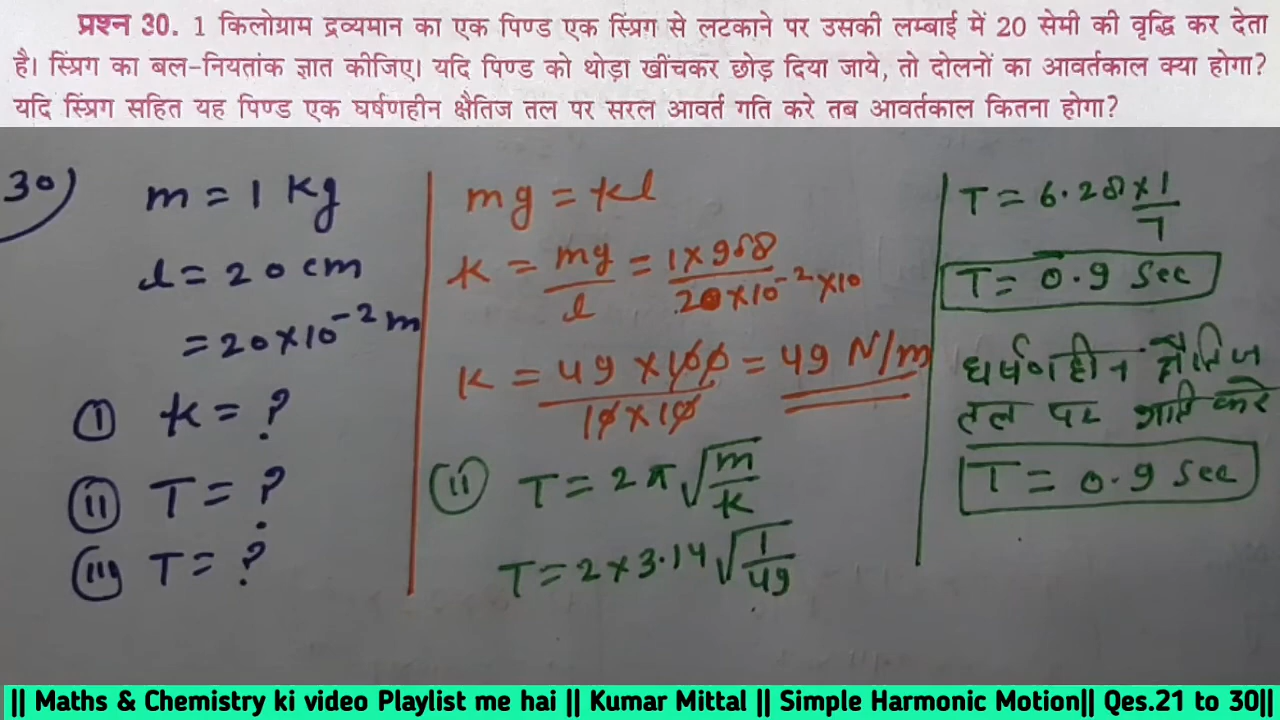 प्रश्न 30. 1 किलोग्राम द्रव्यमान का एक पिण्ड एक स्प्रिग से लटकाने पर उसकी लम्बाई में 20 सेमी की वृद्धि कर देता
है। स्प्रिंग का बल-नियतांक ज्ञात कीजिए। यदि पिण्ड को थोड़ा खींचकर छोड़ दिया जाये, तो दोलनों का आवर्तकाल क्या होगा?
यदि स्प्रिंग सहित यह पिण्ड एक घर्षणहीन क्षैतिज तल पर सरल आवर्त गति करे तब आवर्तकाल कितना होगा?
30)
m = 1 kg
l = 20 cm
= 20×10⁻² m
(i) K = ?
(ii) T = ?
(iii) T = ?
mg = kl
K = mg/l = 1×98/20×10⁻²×10
K = 49×100/10×10 = 49 N/m
(ii) T = 2π√m/k
T = 2×3.14√1/49
T = 6.28×1/7
T = 0.9 Sec
घर्षणहीन क्षैतिज
तल पर गति करे
T = 0.9 Sec
|| Maths & Chemistry ki video Playlist me hai || Kumar Mittal || Simple Harmonic Motion|| Qes.21 to 30||